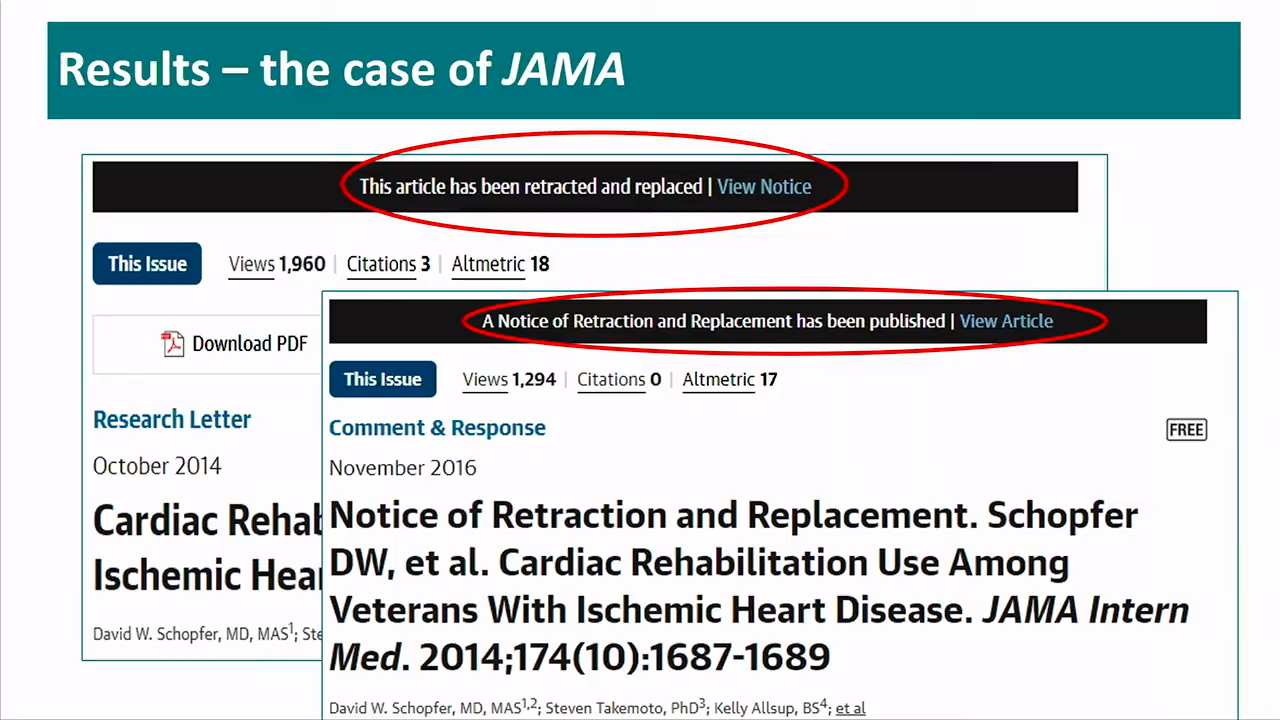 Results – the case of JAMA
This article has been retracted and replaced | View Notice
This Issue Views 1,960 | Citations 3 | Altmetric 18
Download PDF
Research Letter
October 2014
Cardiac Rehab
Ischemic Hear
David W. Schopfer, MD, MAS1; Ste
A Notice of Retraction and Replacement has been published | View Article
This Issue Views 1,294 | Citations 0 | Altmetric 17
Comment & Response
FREE
November 2016
Notice of Retraction and Replacement. Schopfer
DW, et al. Cardiac Rehabilitation Use Among
Veterans With Ischemic Heart Disease. JAMA Intern
Med. 2014;174(10):1687-1689
David W. Schopfer, MD, MAS1,2; Steven Takemoto, PhD3; Kelly Allsup, BS4; et al